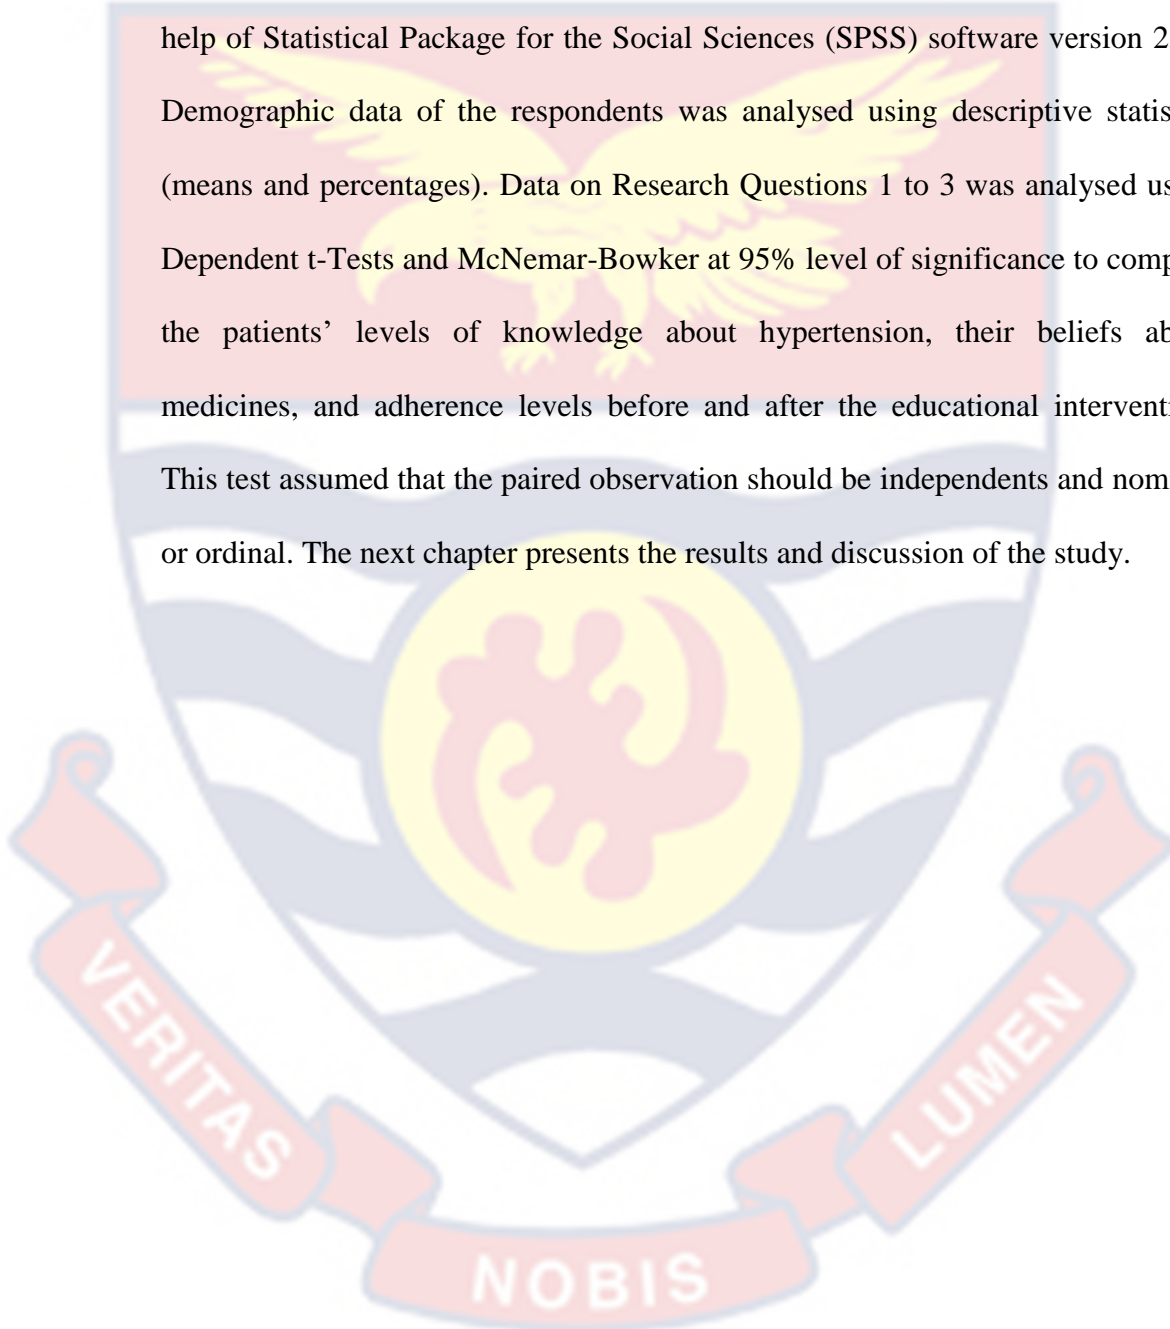 help of Statistical Package for the Social Sciences (SPSS) software version 2
Demographic data of the respondents was analysed using descriptive statis
(means and percentages). Data on Research Questions 1 to 3 was analysed us
Dependent t-Tests and McNemar-Bowker at 95% level of significance to comp
the patients’ levels of knowledge about hypertension, their beliefs ab
medicines, and adherence levels before and after the educational interventi
This test assumed that the paired observation should be independents and nom
or ordinal. The next chapter presents the results and discussion of the study.
VERITAS
NOBIS
LUMEN